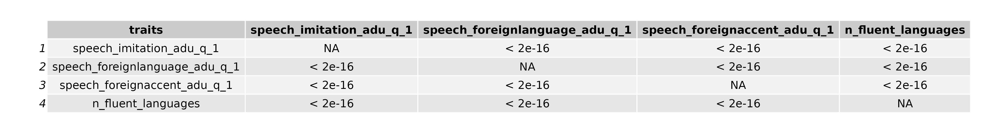 traits speech_imitation_adu_q_1 speech_foreignlanguage_adu_q_1 speech_foreignaccent_adu_q_1 n_fluent_languages
1 speech_imitation_adu_q_1 NA < 2e-16 < 2e-16 < 2e-16
2 speech_foreignlanguage_adu_q_1 < 2e-16 NA < 2e-16 < 2e-16
3 speech_foreignaccent_adu_q_1 < 2e-16 < 2e-16 NA < 2e-16
4 n_fluent_languages < 2e-16 < 2e-16 < 2e-16 NA